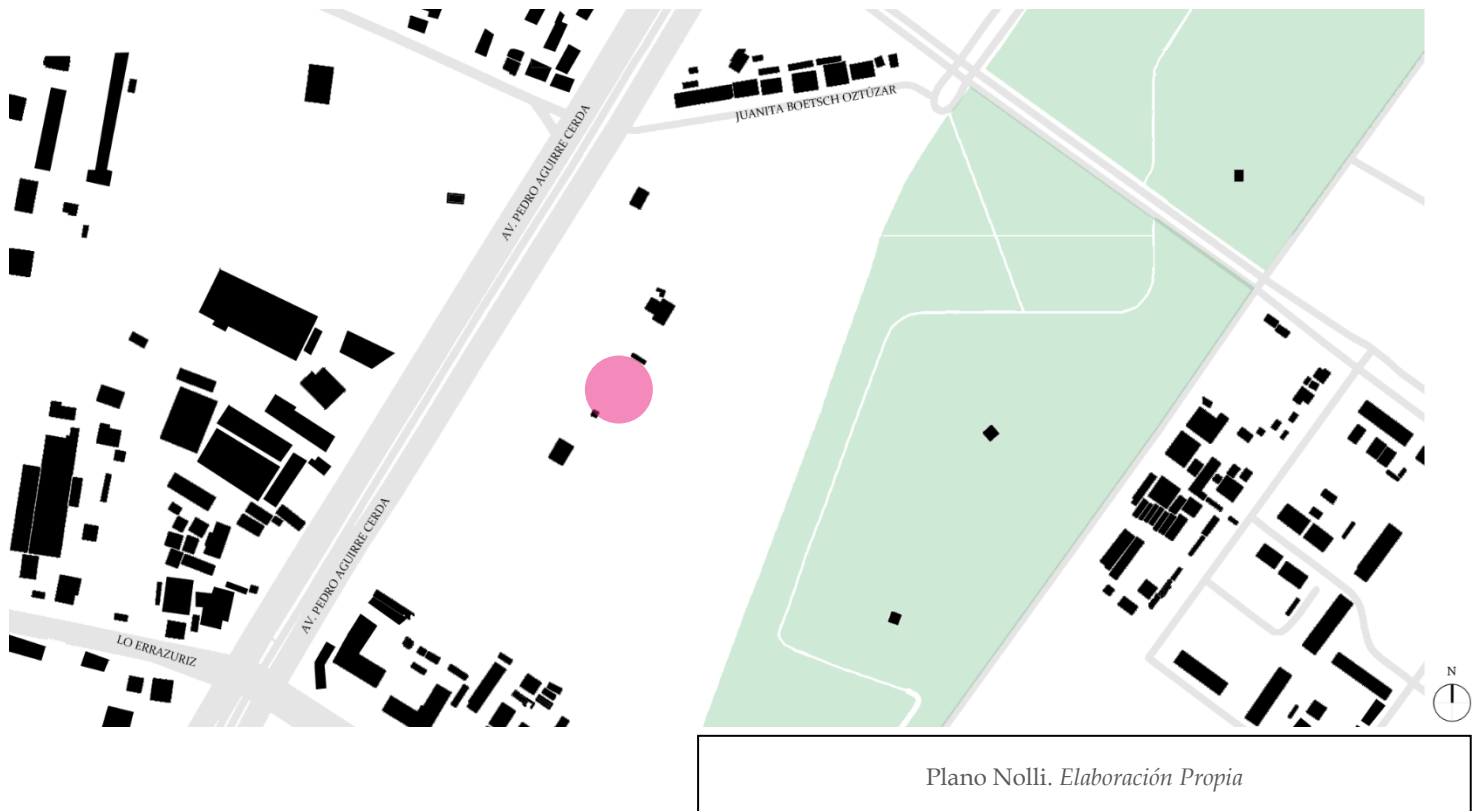 JUANITA BOETSCH OZTÚZAR
AV. PEDRO AGUIRRE CERDA
AV. PEDRO AGUIRRE CERDA
LO ERRAZURIZ
N
Plano Nolli. Elaboración Propia